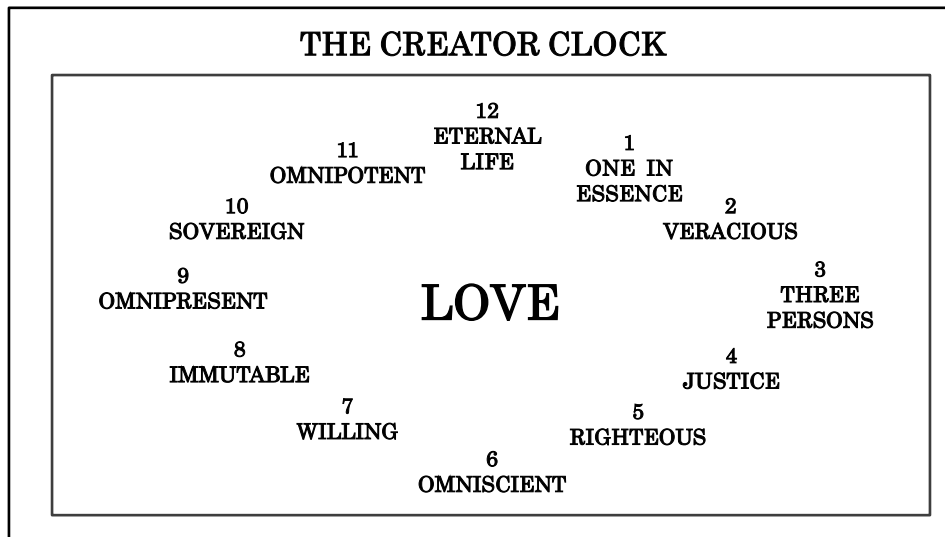 THE CREATOR CLOCK
12
ETERNAL
LIFE
1
ONE IN
ESSENCE
2
VERACIOUS
3
THREE
PERSONS
4
JUSTICE
5
RIGHTEOUS
6
OMNISCIENT
7
WILLING
8
IMMUTABLE
9
OMNIPRESENT
10
SOVEREIGN
11
OMNIPOTENT
LOVE